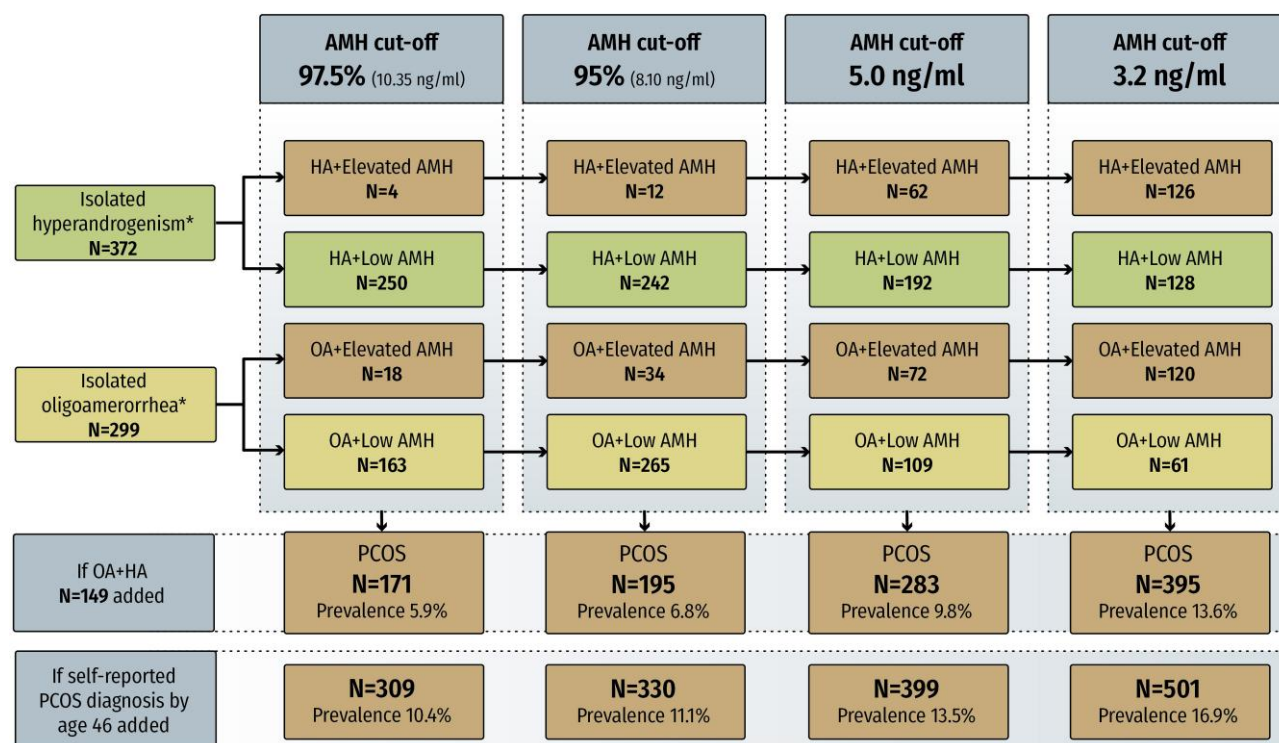 AMH cut-off
97.5% (10.35 ng/ml)
AMH cut-off
95% (8.10 ng/ml)
AMH cut-off
5.0 ng/ml
AMH cut-off
3.2 ng/ml
Isolated
hyperandrogenism*
N=372
HA+Elevated AMH
N=4
HA+Elevated AMH
N=12
HA+Elevated AMH
N=62
HA+Elevated AMH
N=126
HA+Low AMH
N=250
HA+Low AMH
N=242
HA+Low AMH
N=192
HA+Low AMH
N=128
Isolated
oligoamerorrhea*
N=299
OA+Elevated AMH
N=18
OA+Elevated AMH
N=34
OA+Elevated AMH
N=72
OA+Elevated AMH
N=120
OA+Low AMH
N=163
OA+Low AMH
N=265
OA+Low AMH
N=109
OA+Low AMH
N=61
If OA+HA
N=149 added
PCOS
N=171
Prevalence 5.9%
PCOS
N=195
Prevalence 6.8%
PCOS
N=283
Prevalence 9.8%
PCOS
N=395
Prevalence 13.6%
If self-reported
PCOS diagnosis by
age 46 added
N=309
Prevalence 10.4%
N=330
Prevalence 11.1%
N=399
Prevalence 13.5%
N=501
Prevalence 16.9%